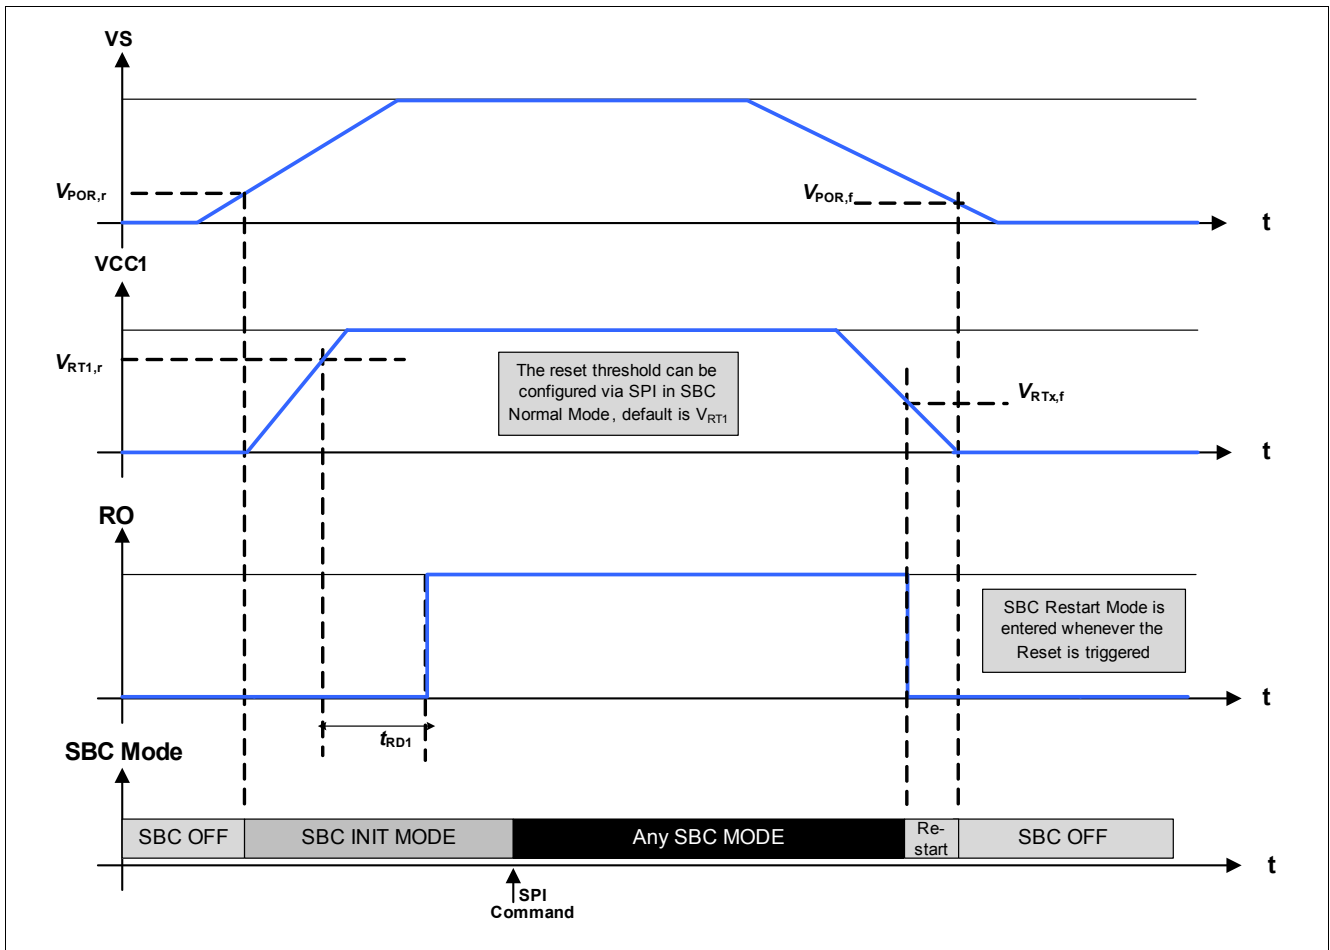 VS
VPOR,r
VPOR,f
t
VCC1
VRT1,r
The reset threshold can be
configured via SPI in SBC
Normal Mode, default is VRT1
VRTx,f
t
RO
SBC Restart Mode is
entered whenever the
Reset is triggered
t
tRD1
SBC Mode
SBC OFF
SBC INIT MODE
Any SBC MODE
Re-
start
SBC OFF
t
SPI
Command